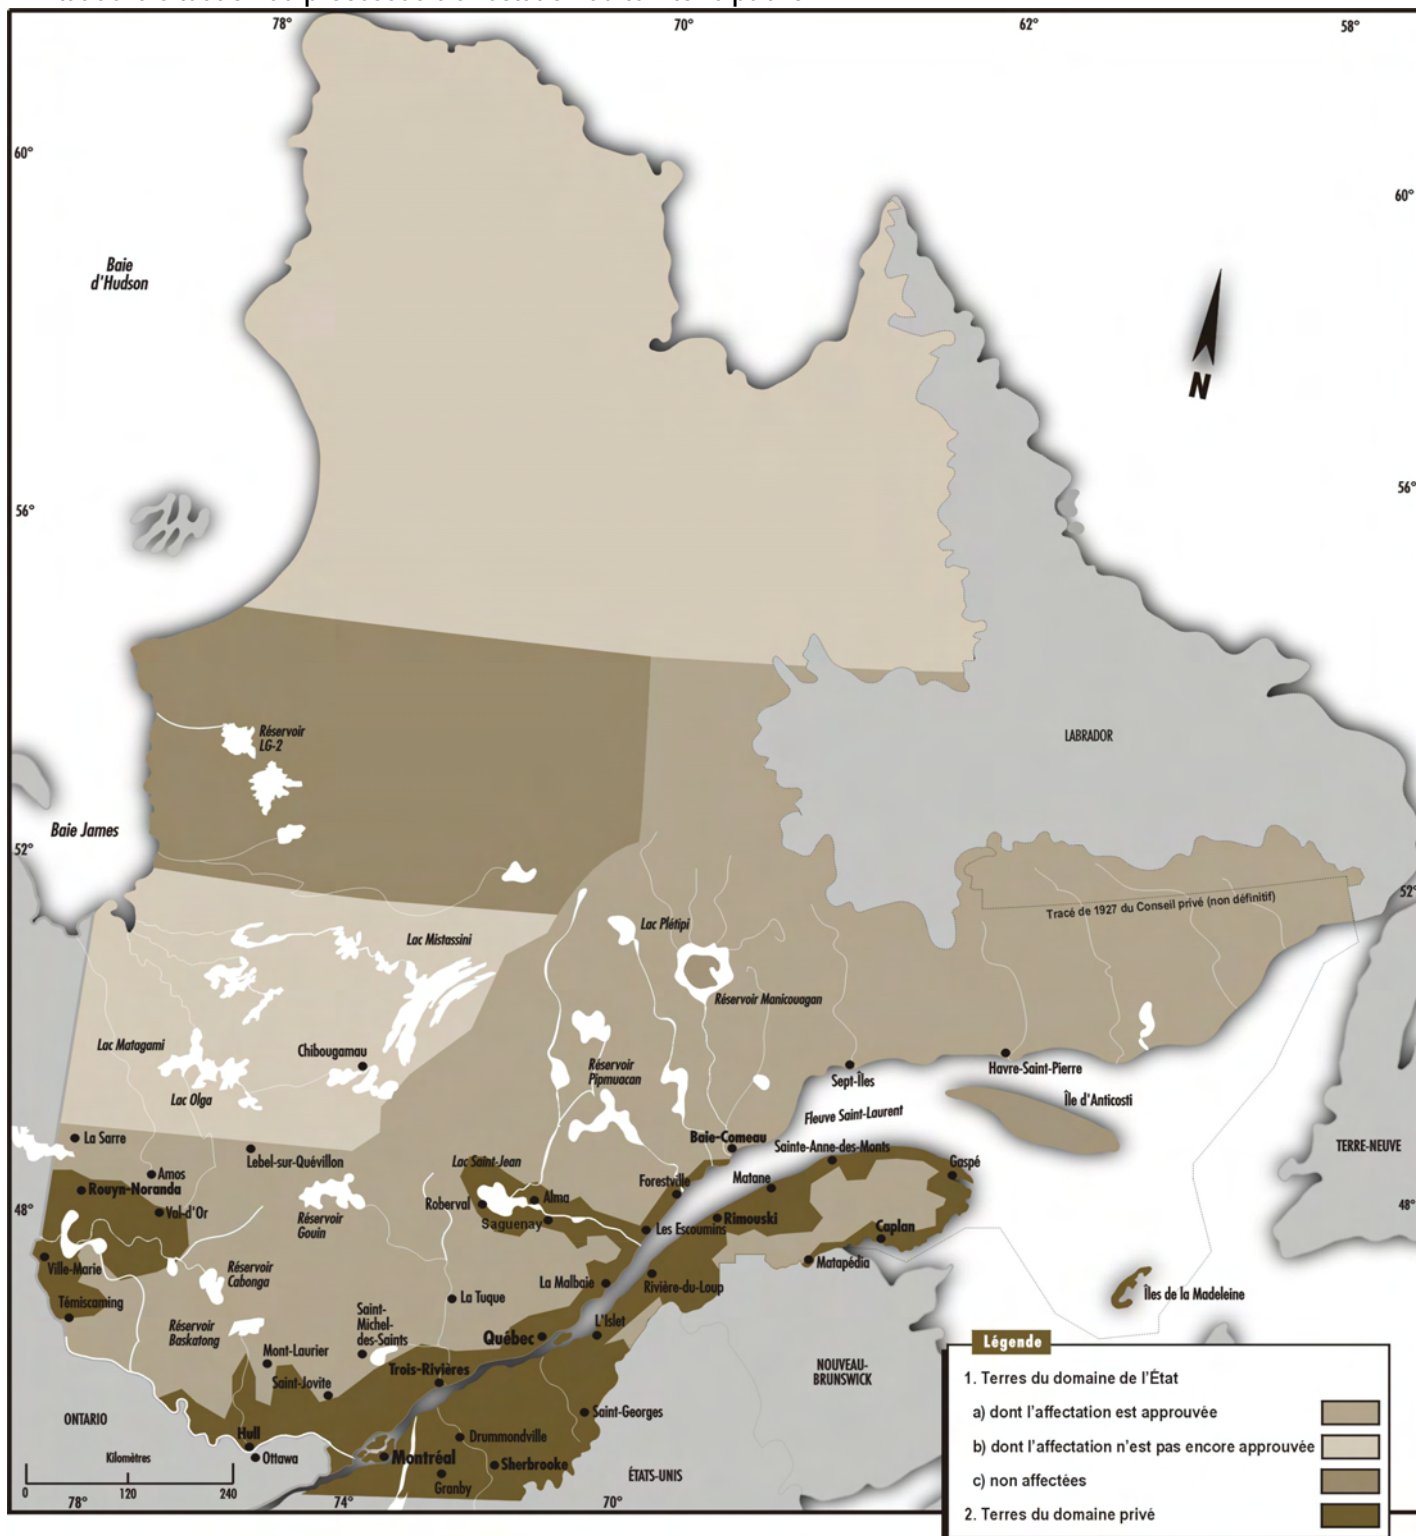 78°
70°
62°
58°
60°
60°
Baie
d'Hudson
N
56°
56°
Réservoir
LG-2
LABRADOR
Baie James
52°
52°
Tracé de 1927 du Conseil privé (non définitif)
Lac Plétipi
Lac Mistassini
Réservoir Manicouagan
Lac Matagami
Chibougamau
Réservoir
Pipmuacan
Lac Olga
Sept-Îles
Havre-Saint-Pierre
Île d'Anticosti
Fleuve Saint-Laurent
La Sarre
Baie-Comeau
Sainte-Anne-des-Monts
TERRE-NEUVE
Lebel-sur-Quévillon
Lac Saint-Jean
Gaspé
Amos
Forestville
Matane
Rouyn-Noranda
Roberval
Alma
48°
48°
Val-d'Or
Réservoir
Gouin
Saguenay
Les Escoumins
Rimouski
Caplan
Ville-Marie
Réservoir
Cabonga
Matapédia
La Malbaie
Rivière-du-Loup
Îles de la Madeleine
Témiscaming
La Tuque
Saint-
Michel
des-Saints
Réservoir
Baskatong
L'Islet
Québec
Mont-Laurier
Trois-Rivières
Saint-Jovite
NOUVEAU-
BRUNSWICK
Saint-Georges
ONTARIO
Hull
Drummondville
Ottawa
Montréal
Sherbrooke
Granby
ÉTATS-UNIS
Kilomètres
0
120
240
78°
74°
70°
Légende
1. Terres du domaine de l'État
a) dont l'affectation est approuvée
b) dont l'affectation n'est pas encore approuvée
c) non affectées
2. Terres du domaine privé